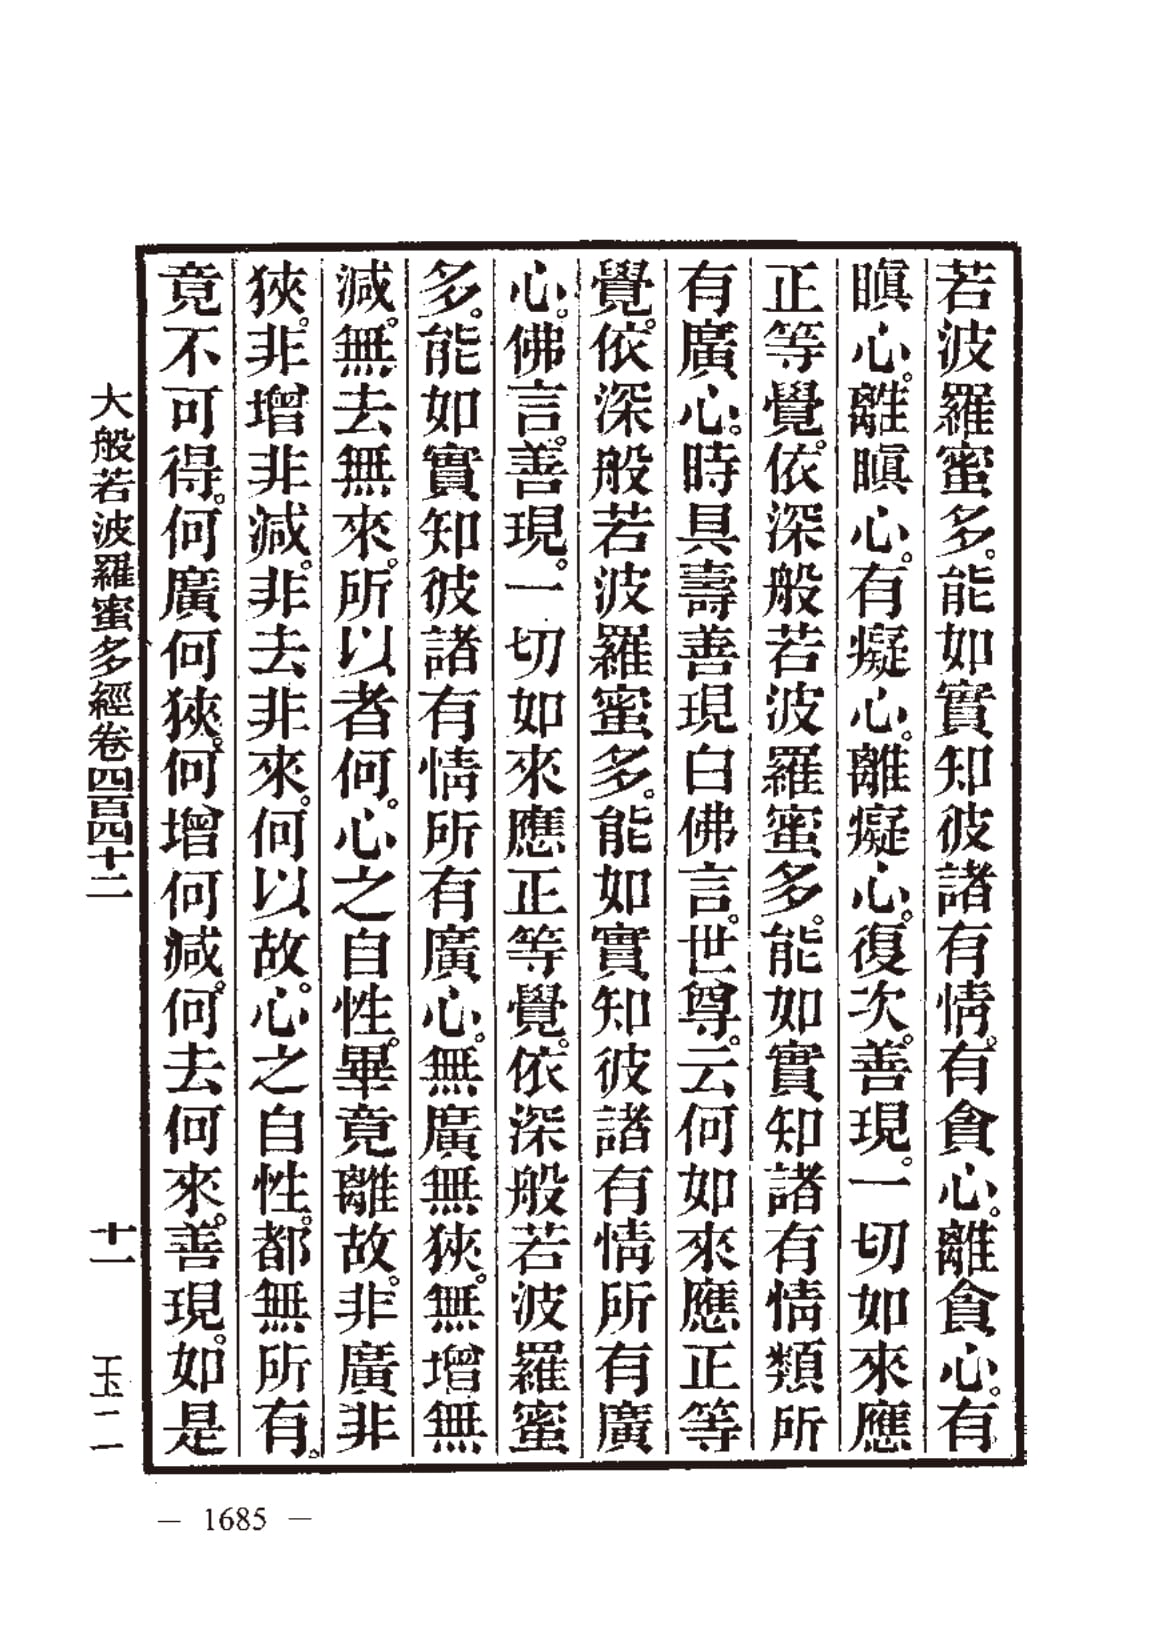 若波羅蜜多。能如實知彼諸有情。有貪心。離貪心。有
瞋心。離瞋心。有癡心。離癡心。復次。善現。一切如來應
正等覺。依深般若波羅蜜多。能如實知諸有情類所
有廣心。時具壽善現白佛言。世尊。云何如來應正等
覺。依深般若波羅蜜多。能如實知彼諸有情所有廣
心。佛言。善現。一切如來應正等覺。依深般若波羅蜜
多。能如實知彼諸有情所有廣心。無廣無狹。無增無
減。無去無來。所以者何。心之自性。畢竟離故。非廣非
狹。非增非減。非去非來。何以故。心之自性。都無所有。
竟不可得。何廣何狹。何增何減。何去何來。善現。如是
大般若波羅蜜多經卷四百四十二 十一 玉二
— 1685 —